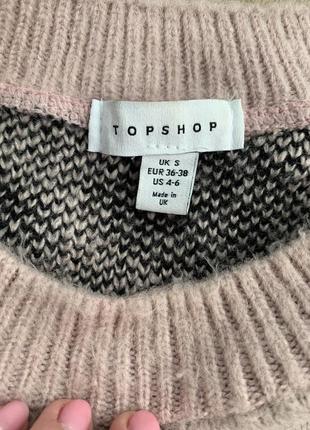 TOPSHOP
UK S
EUR 36-38
US 4-6
Made in
UK